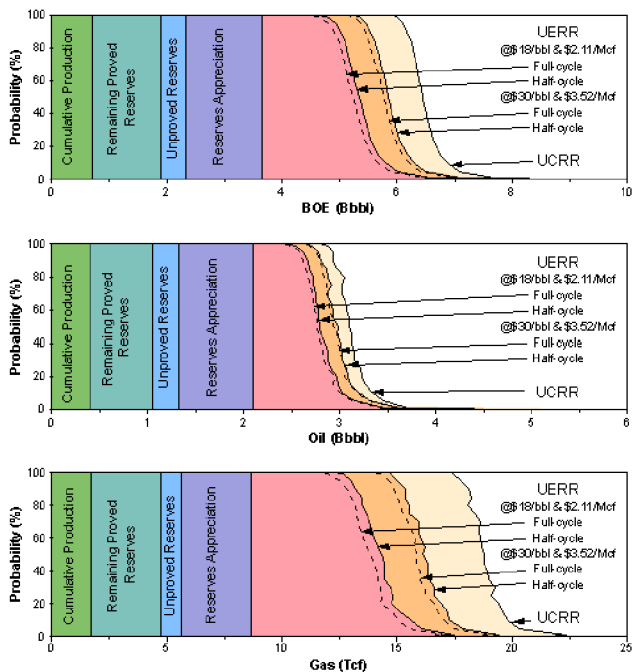 100
80
60
40
20
0
Probability (%)
Cumulative Production
Remaining Proved
Reserves
Unproved Reserves
Reserves Appreciation
UERR
@$18/bbl & $2.11/Mcf
Full-cycle
Half-cycle
@$30/bbl & $3.52/Mcf
Full-cycle
Half-cycle
UCRR
0
2
4
6
8
10
BOE (Bbbl)
100
80
60
40
20
0
Probability (%)
Cumulative Production
Remaining Proved
Reserves
Unproved Reserves
Reserves Appreciation
UERR
@$18/bbl & $2.11/Mcf
Full-cycle
Half-cycle
@$30/bbl & $3.52/Mcf
Full-cycle
Half-cycle
UCRR
0
1
2
3
4
5
6
Oil (Bbbl)
100
80
60
40
20
0
Probability (%)
Cumulative Production
Remaining Proved
Reserves
Unproved Reserves
Reserves Appreciation
UERR
@$18/bbl & $2.11/Mcf
Full-cycle
Half-cycle
@$30/bbl & $3.52/Mcf
Full-cycle
Half-cycle
UCRR
0
5
10
15
20
25
Gas (Tcf)